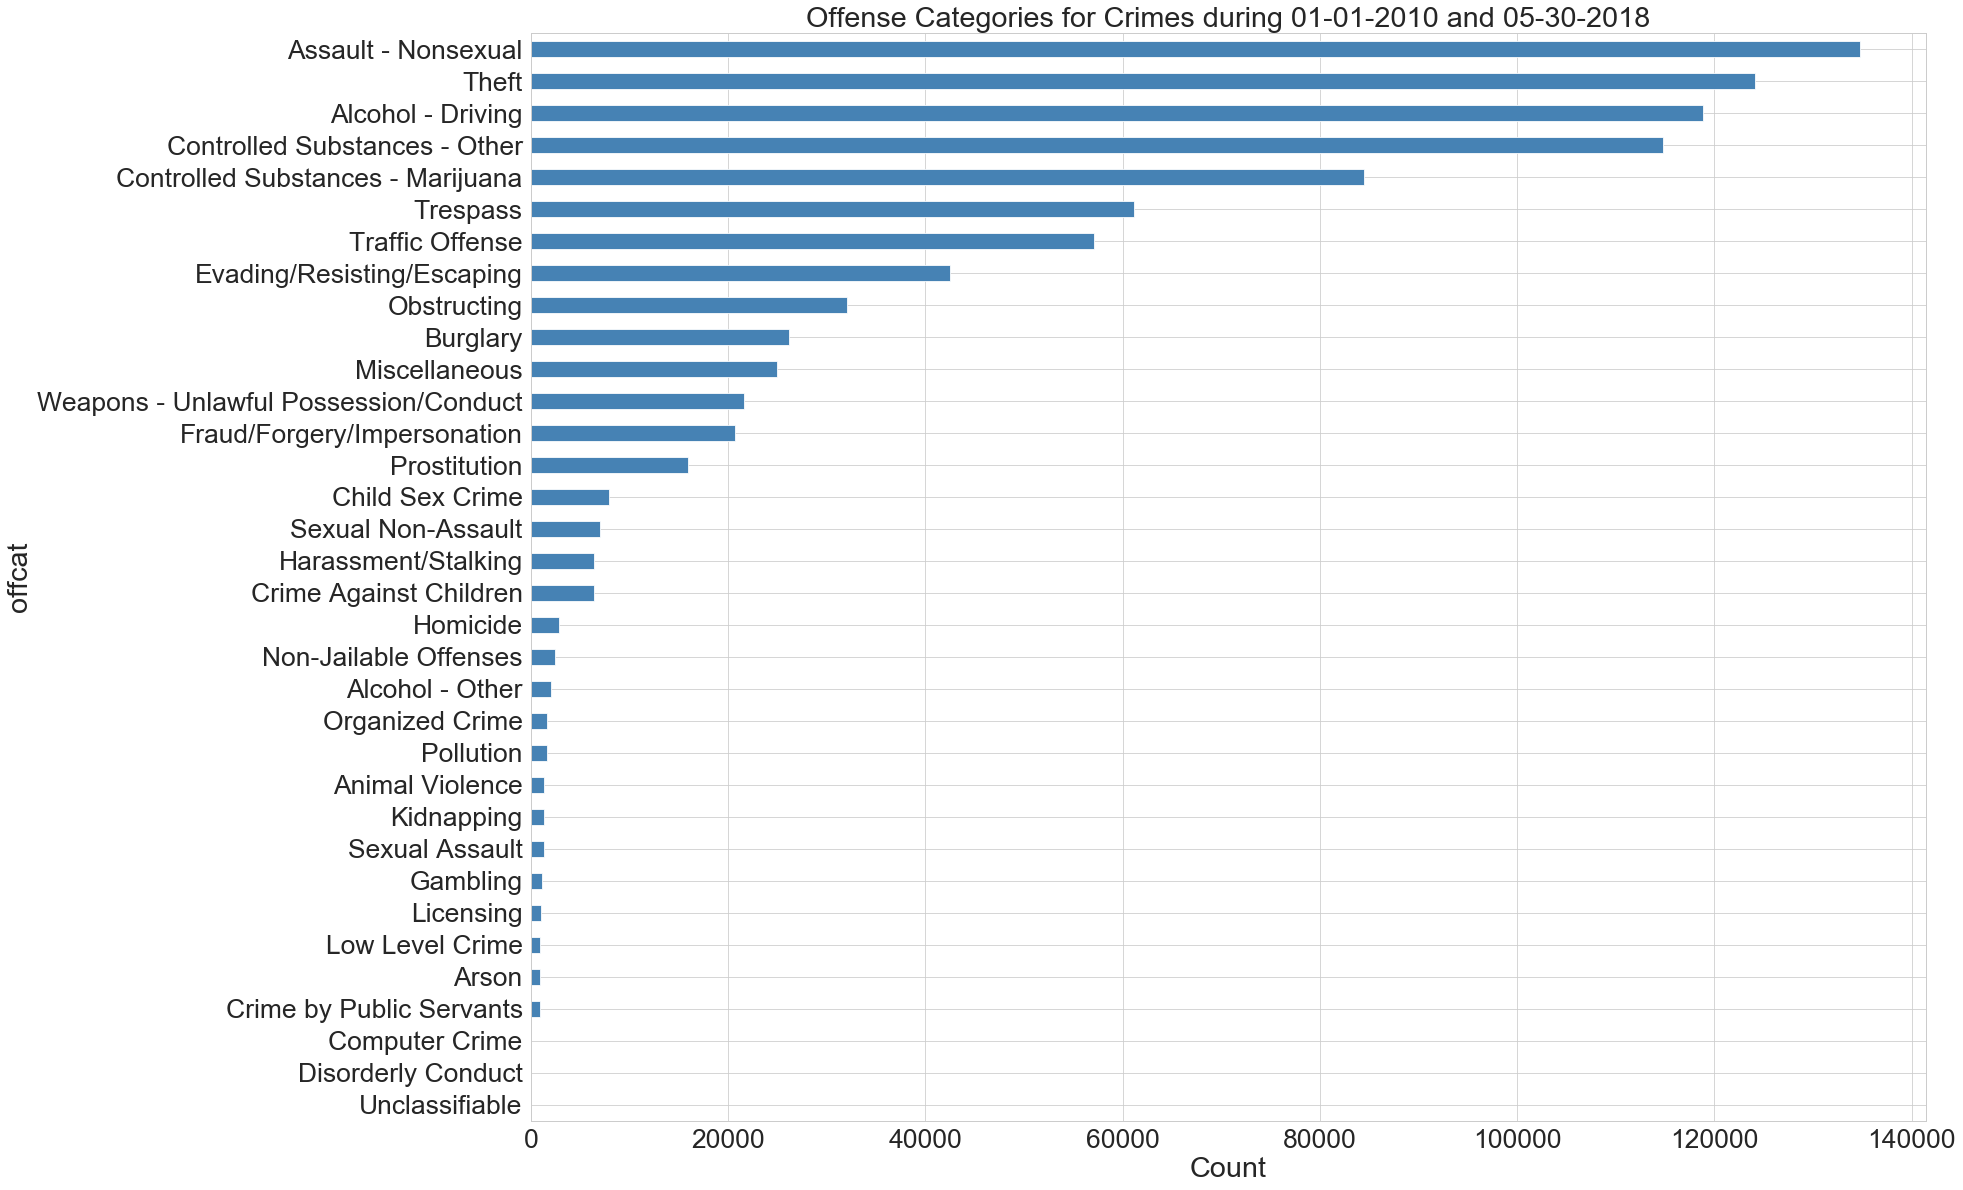 Offense Categories for Crimes during 01-01-2010 and 05-30-2018
Assault - Nonsexual
Theft
Alcohol - Driving
Controlled Substances - Other
Controlled Substances - Marijuana
Trespass
Traffic Offense
Evading/Resisting/Escaping
Obstructing
Burglary
Miscellaneous
Weapons - Unlawful Possession/Conduct
Fraud/Forgery/Impersonation
Prostitution
Child Sex Crime
Sexual Non-Assault
Harassment/Stalking
Crime Against Children
Homicide
Non-Jailable Offenses
Alcohol - Other
Organized Crime
Pollution
Animal Violence
Kidnapping
Sexual Assault
Gambling
Licensing
Low Level Crime
Arson
Crime by Public Servants
Computer Crime
Disorderly Conduct
Unclassifiable
offcat
0 20000 40000 60000 80000 100000 120000 140000
Count